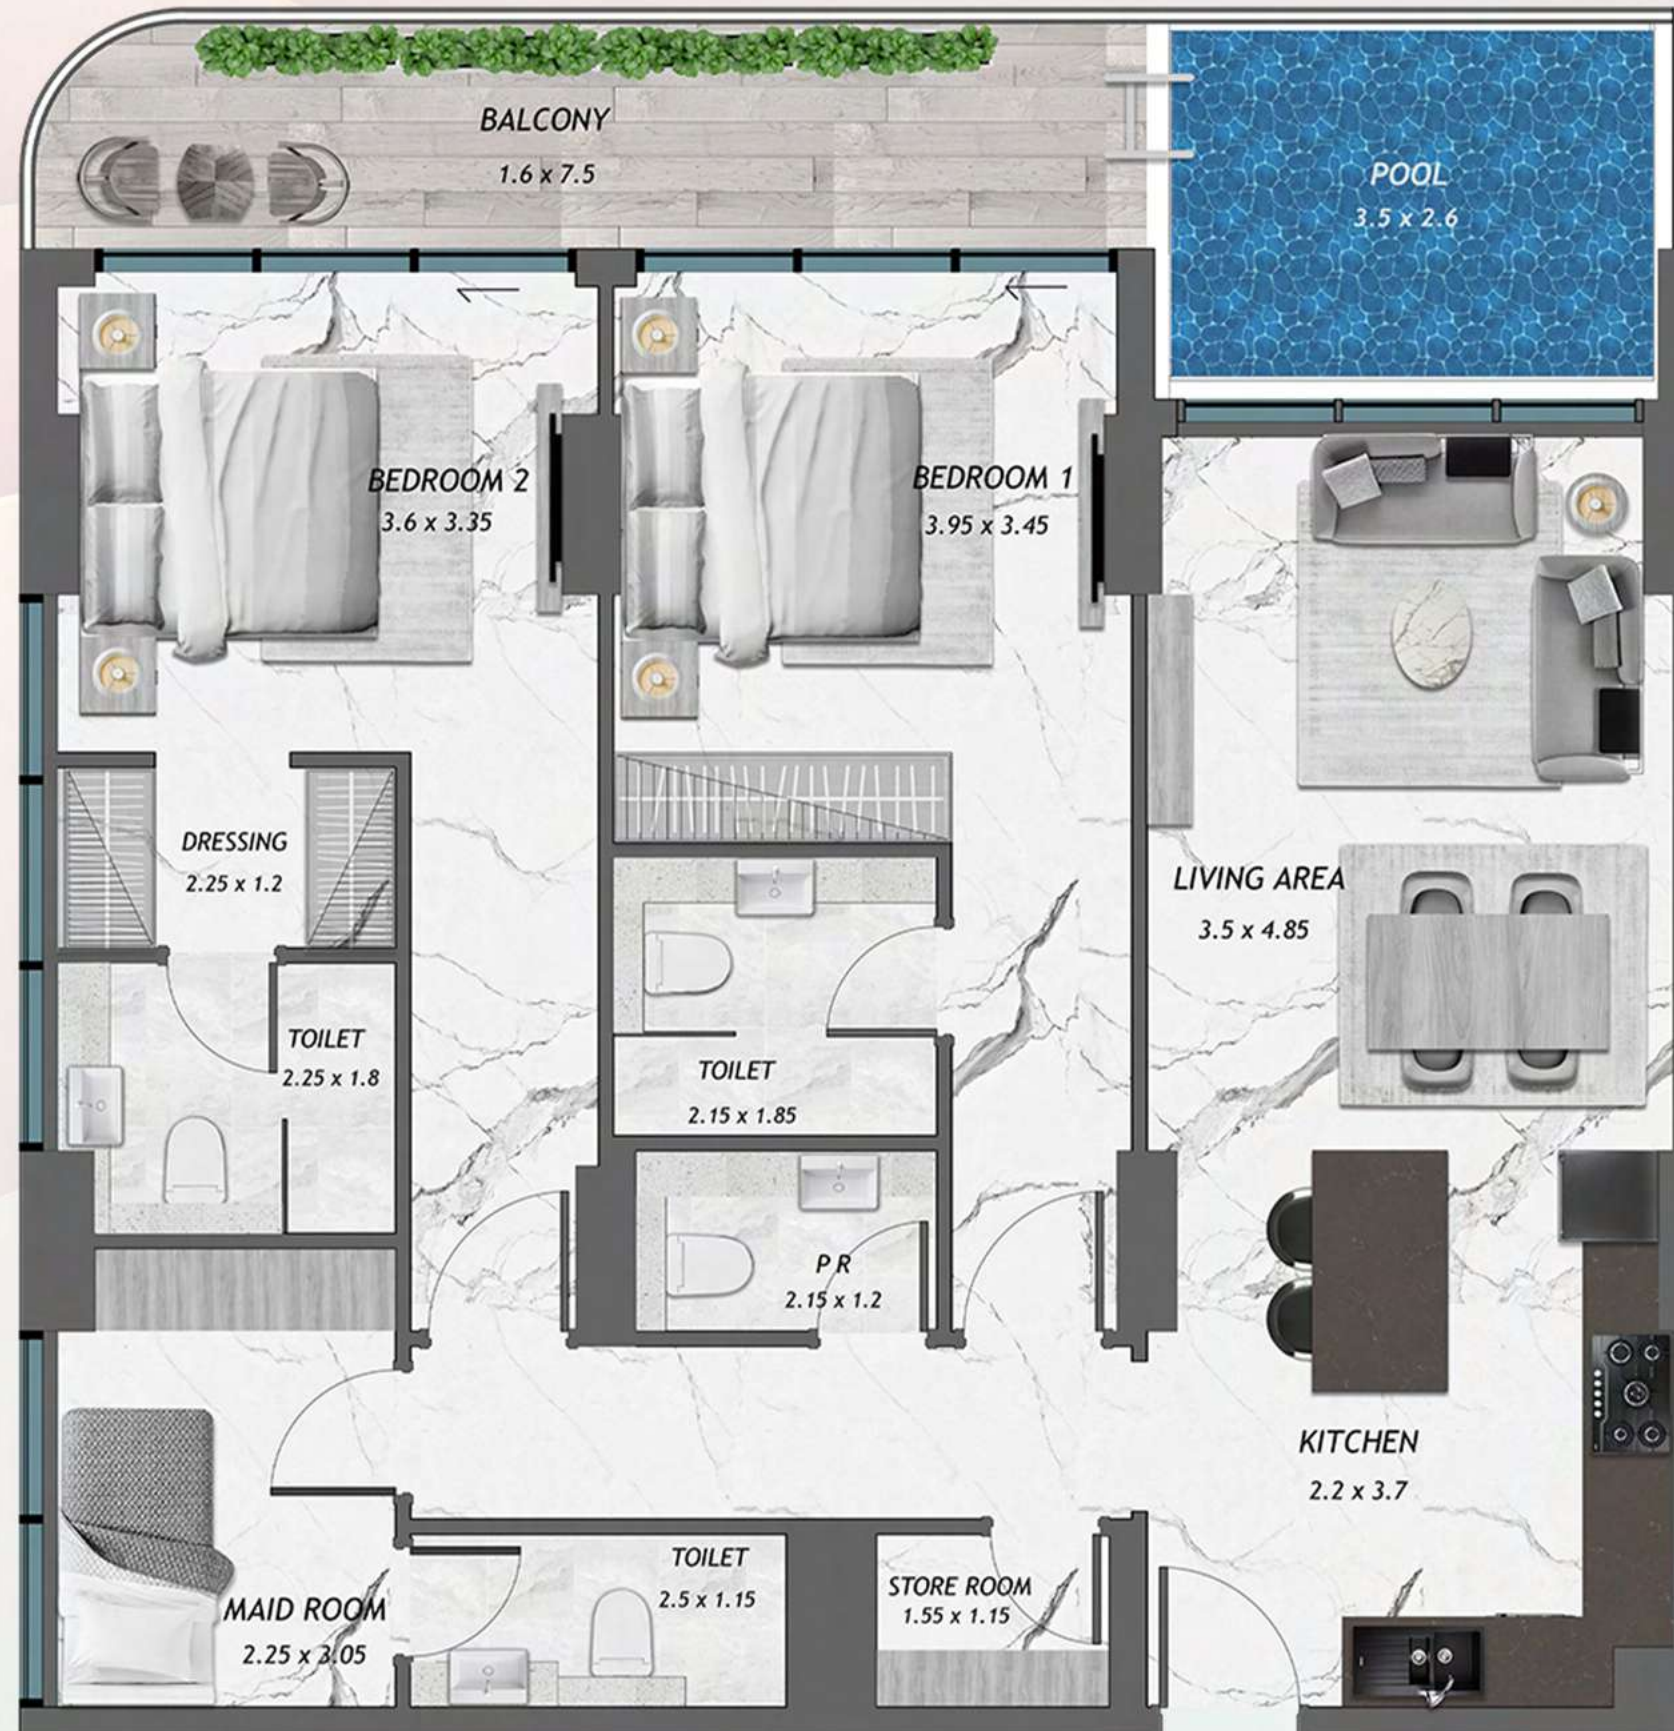 BALCONY
1.6 x 7.5
POOL
3.5 x 2.6
BEDROOM 2
3.6 x 3.35
BEDROOM 1
3.95 x 3.45
DRESSING
2.25 x 1.2
LIVING AREA
3.5 x 4.85
TOILET
2.25 x 1.8
TOILET
2.15 x 1.85
P R
2.15 x 1.2
KITCHEN
2.2 x 3.7
MAID ROOM
2.25 x 3.05
TOILET
2.5 x 1.15
STORE ROOM
1.55 x 1.15